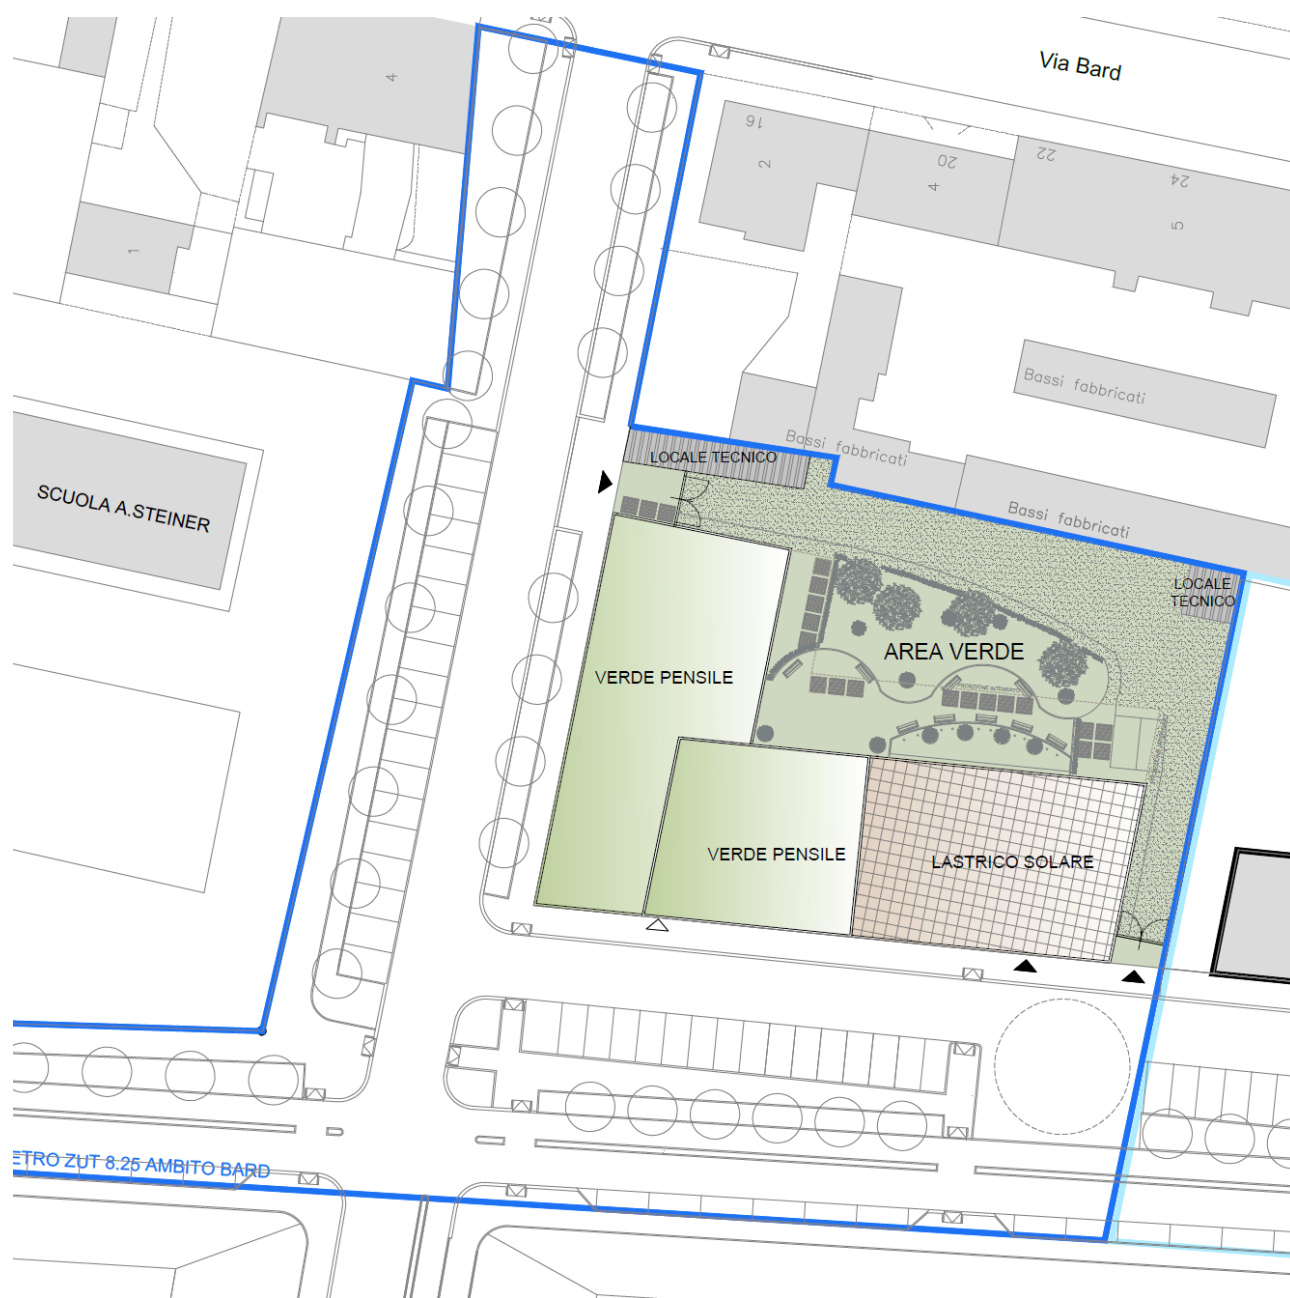 Via Bard
4
16
2
20
4
22
24
5
1
Bassi fabbricati
Bassi fabbricati
LOCALE TECNICO
SCUOLA A.STEINER
Bassi fabbricati
LOCALE
TECNICO
AREA VERDE
VERDE PENSILE
VERDE PENSILE
LASTRICO SOLARE
ETRO ZUT 8.25 AMBITO BARD